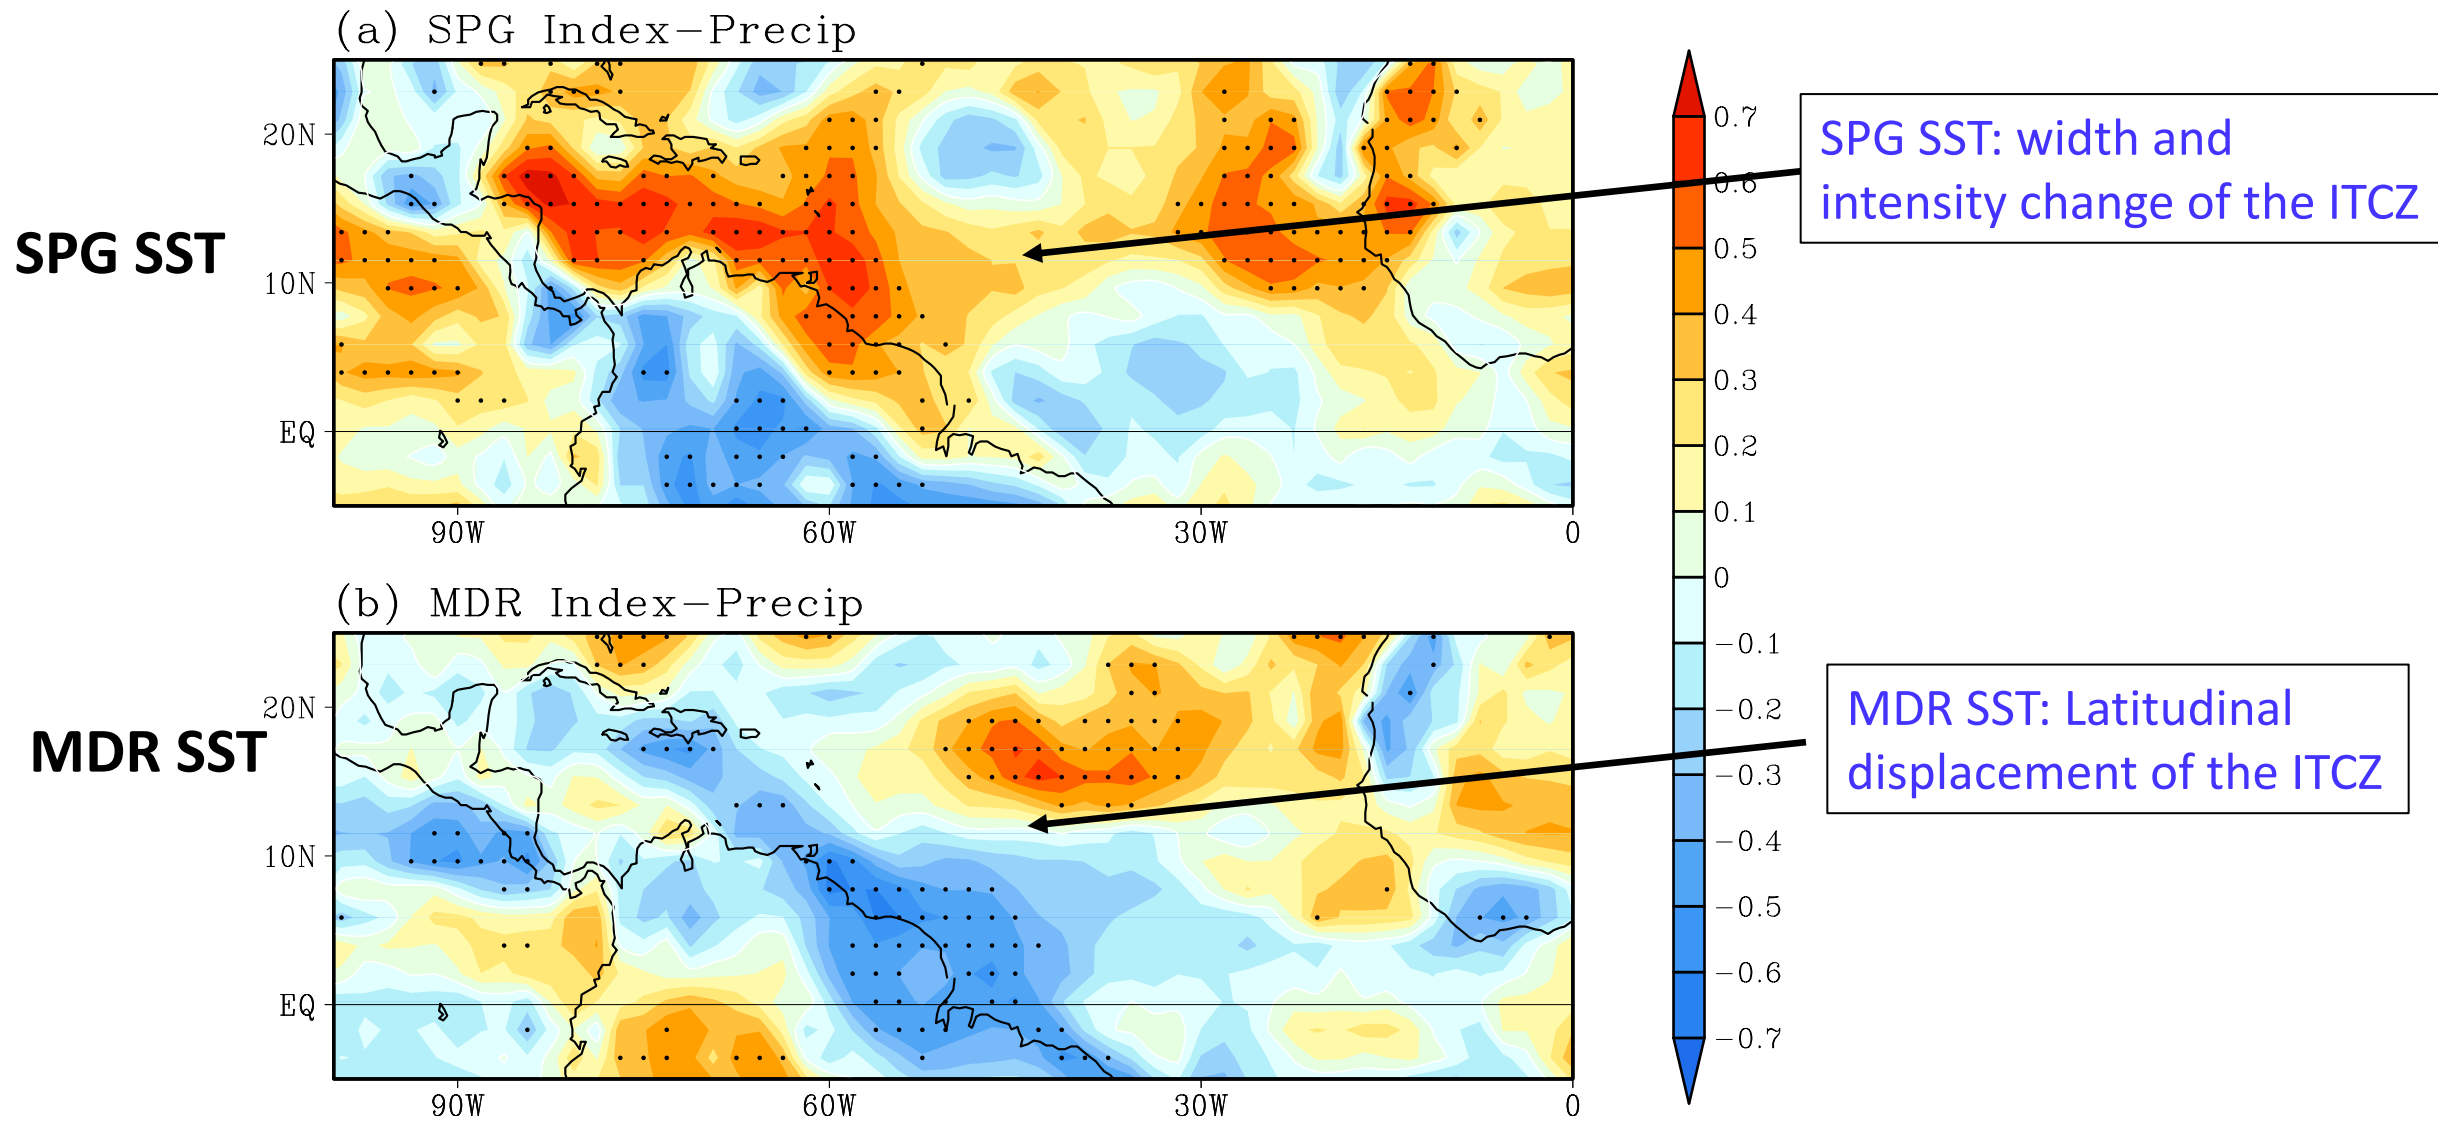 (a) SPG Index-Precip
SPG SST
20N
10N
EQ
90W
60W
30W
0
0.7
0.6
0.5
0.4
0.3
0.2
0.1
0
-0.1
-0.2
-0.3
-0.4
-0.5
-0.6
-0.7
SPG SST: width and
intensity change of the ITCZ
(b) MDR Index-Precip
MDR SST
20N
10N
EQ
90W
60W
30W
0
MDR SST: Latitudinal
displacement of the ITCZ